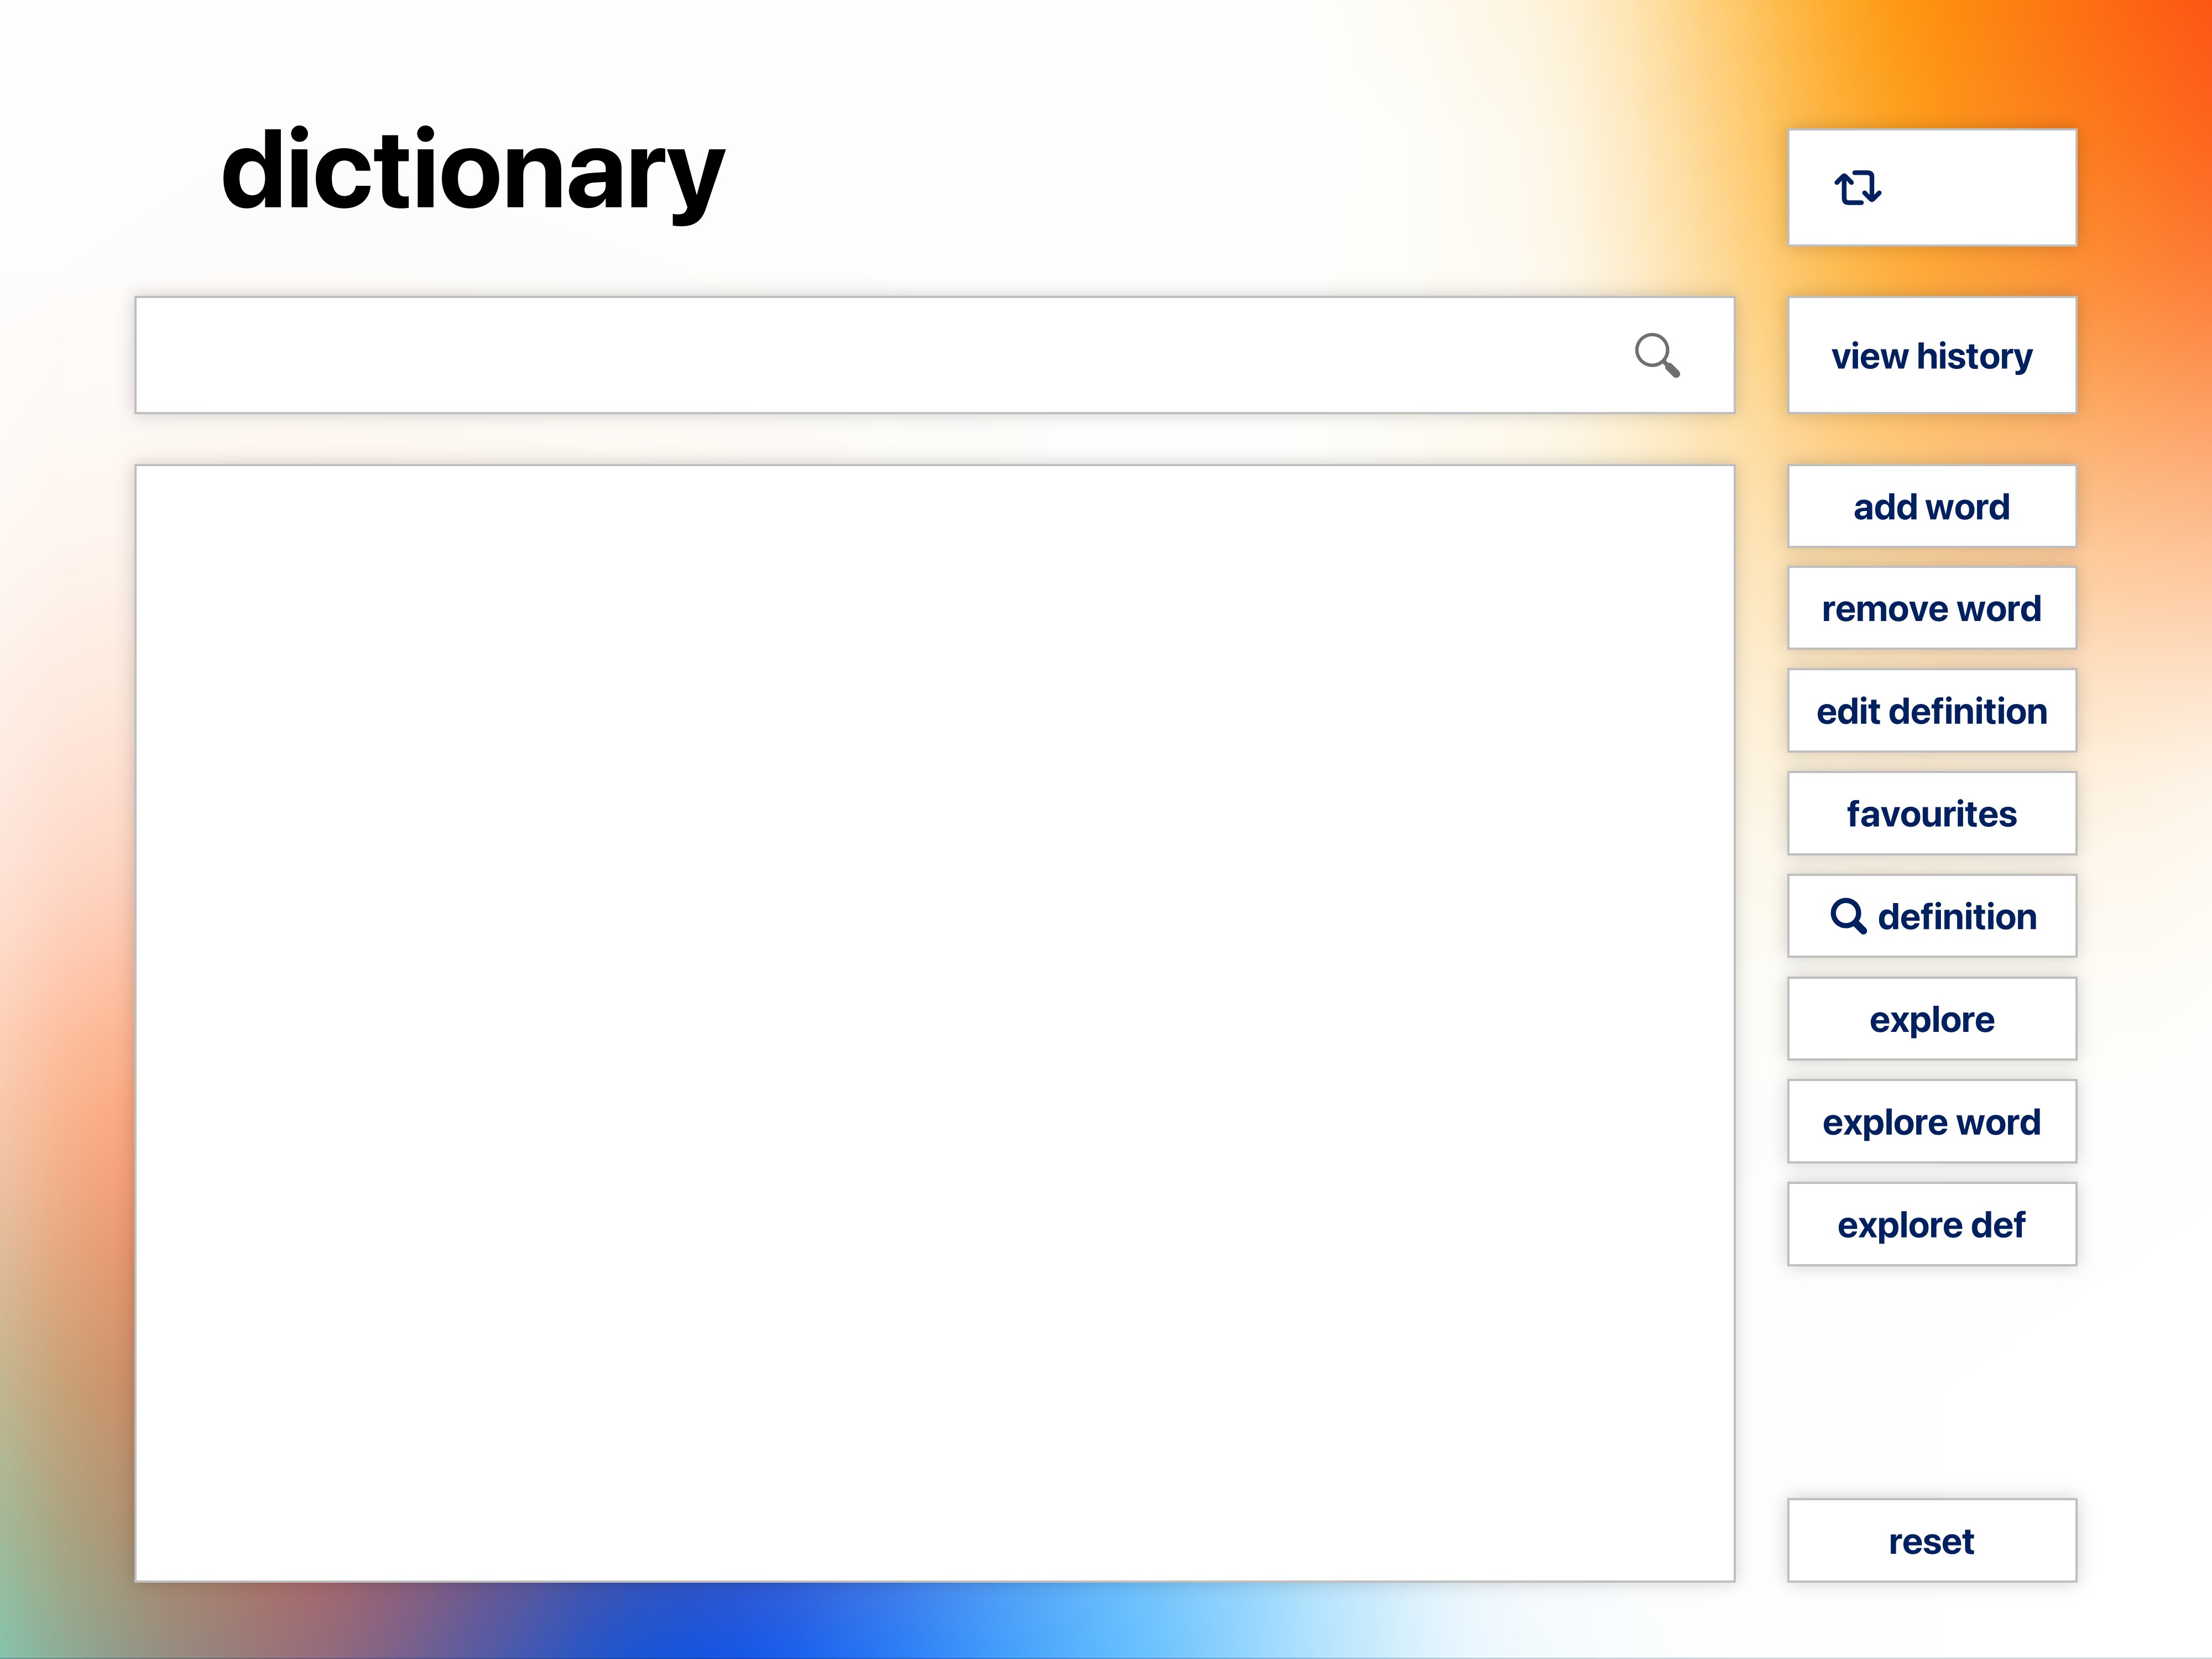 dictionary
view history
add word
remove word
edit definition
favourites
definition
explore
explore word
explore def
reset